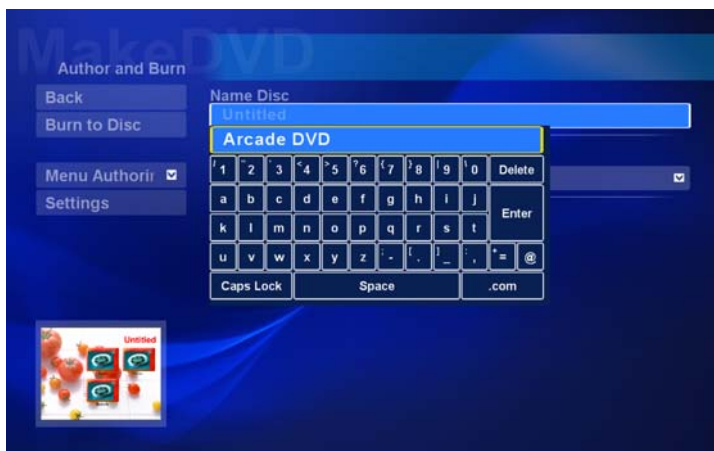 MakeDVD
Author and Burn
Back
Name Disc
Untitled
Burn to Disc
Arcade DVD
1 2 3 4 5 6 7 8 9 0 Delete
Menu Authorin
a b c d e f g h i j
Enter
Settings
k l m n o p q r s t
u v w x y z - . _ , = @
Caps Lock Space .com
Untitled